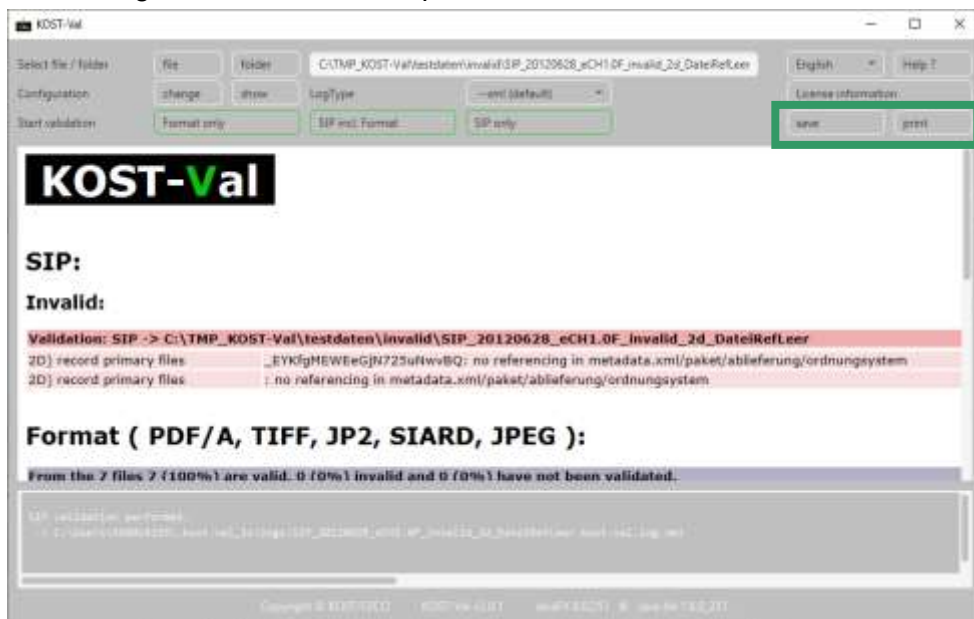 KOST-Val
Select file / folder file folder C:\TMP_KOST-Val\testdaten\invalid\SIP_20120628_eCH1.0F_invalid_2d_DateiRefLeer English Help ?
Configuration change show LogType --xml (default) License information
Start validation Format only SIP incl. Format SIP only save print
KOST-Val
SIP:
Invalid:
Validation: SIP -> C:\TMP_KOST-Val\testdaten\invalid\SIP_20120628_eCH1.0F_invalid_2d_DateiRefLeer
2D) record primary files : no referencing in metadata.xml/paket/ablieferung/ordnungsystem
2D) record primary files : no referencing in metadata.xml/paket/ablieferung/ordnungsystem
Format ( PDF/A, TIFF, JP2, SIARD, JPEG ):
From the 7 files 7 (100%) are valid. 0 (0%) invalid and 0 (0%) have not been validated.
SIP validation performed.
Copyright © KOST/CECO